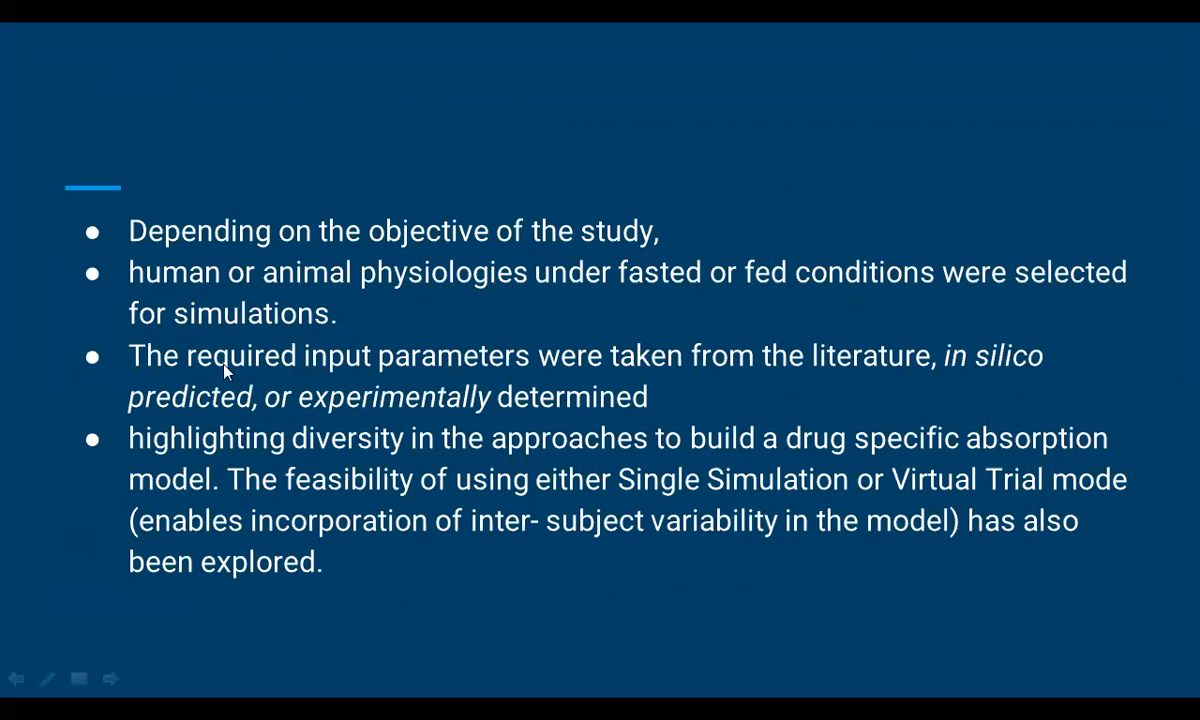 ● Depending on the objective of the study,
● human or animal physiologies under fasted or fed conditions were selected
for simulations.
● The required input parameters were taken from the literature, in silico
predicted, or experimentally determined
● highlighting diversity in the approaches to build a drug specific absorption
model. The feasibility of using either Single Simulation or Virtual Trial mode
(enables incorporation of inter- subject variability in the model) has also
been explored.